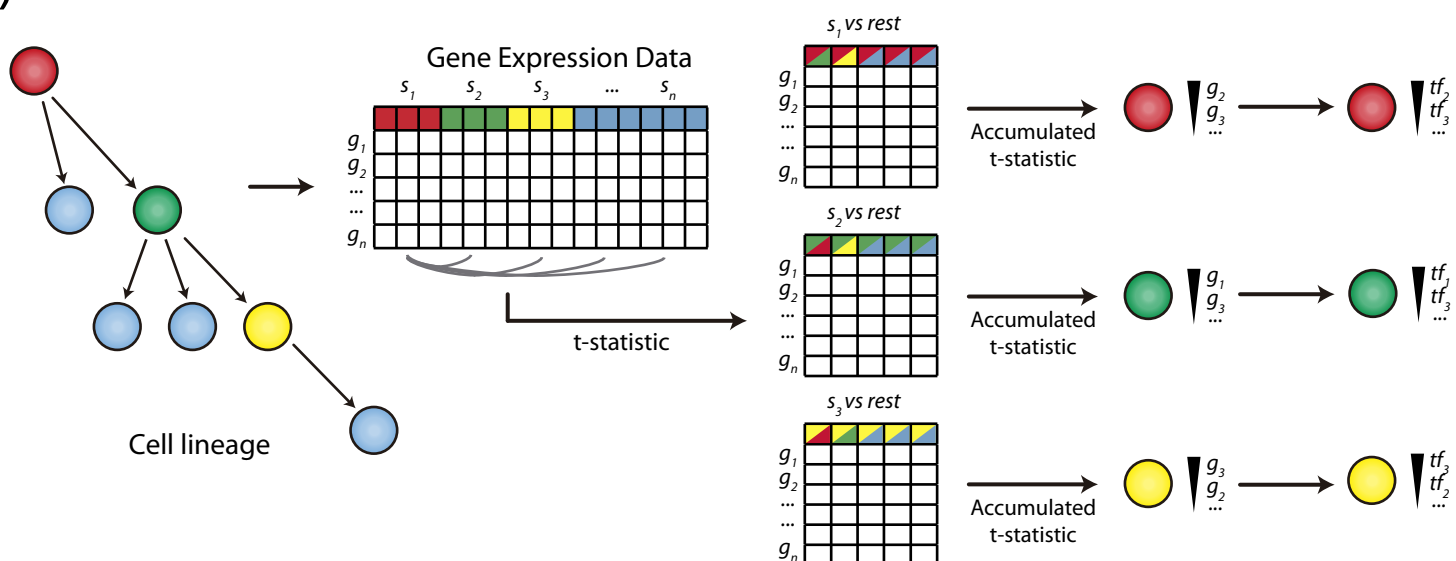 )
Gene Expression Data
s1 s2 s3 ... sn
g1
g2
...
...
gn
t-statistic
Cell lineage
s1 vs rest
g1
g2
...
...
gn
Accumulated
t-statistic
g2
g3
...
tf2
tf3
...
s2 vs rest
g1
g2
...
...
gn
Accumulated
t-statistic
g1
g3
...
tf1
tf3
...
s3 vs rest
g1
g2
...
...
gn
Accumulated
t-statistic
g3
g2
...
tf3
tf2
...